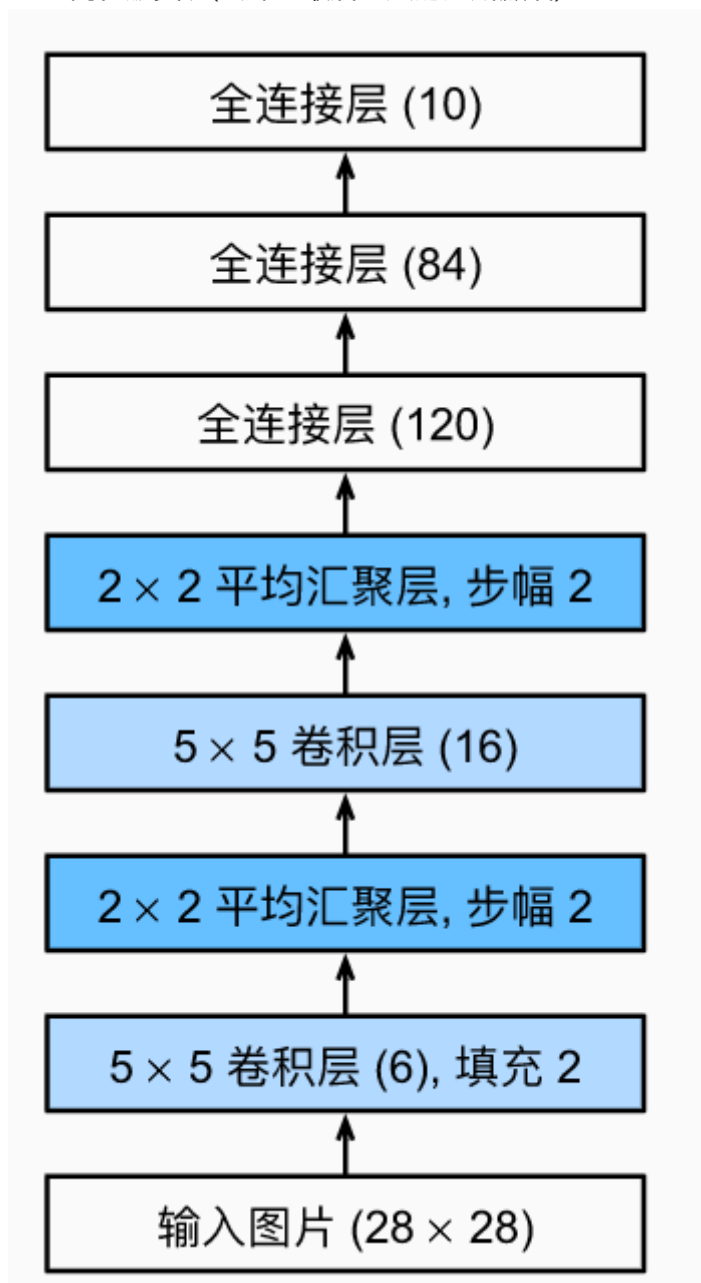 全连接层 (10)
全连接层 (84)
全连接层 (120)
2 × 2 平均汇聚层, 步幅 2
5 × 5 卷积层 (16)
2 × 2 平均汇聚层, 步幅 2
5 × 5 卷积层 (6), 填充 2
输入图片 (28 × 28)